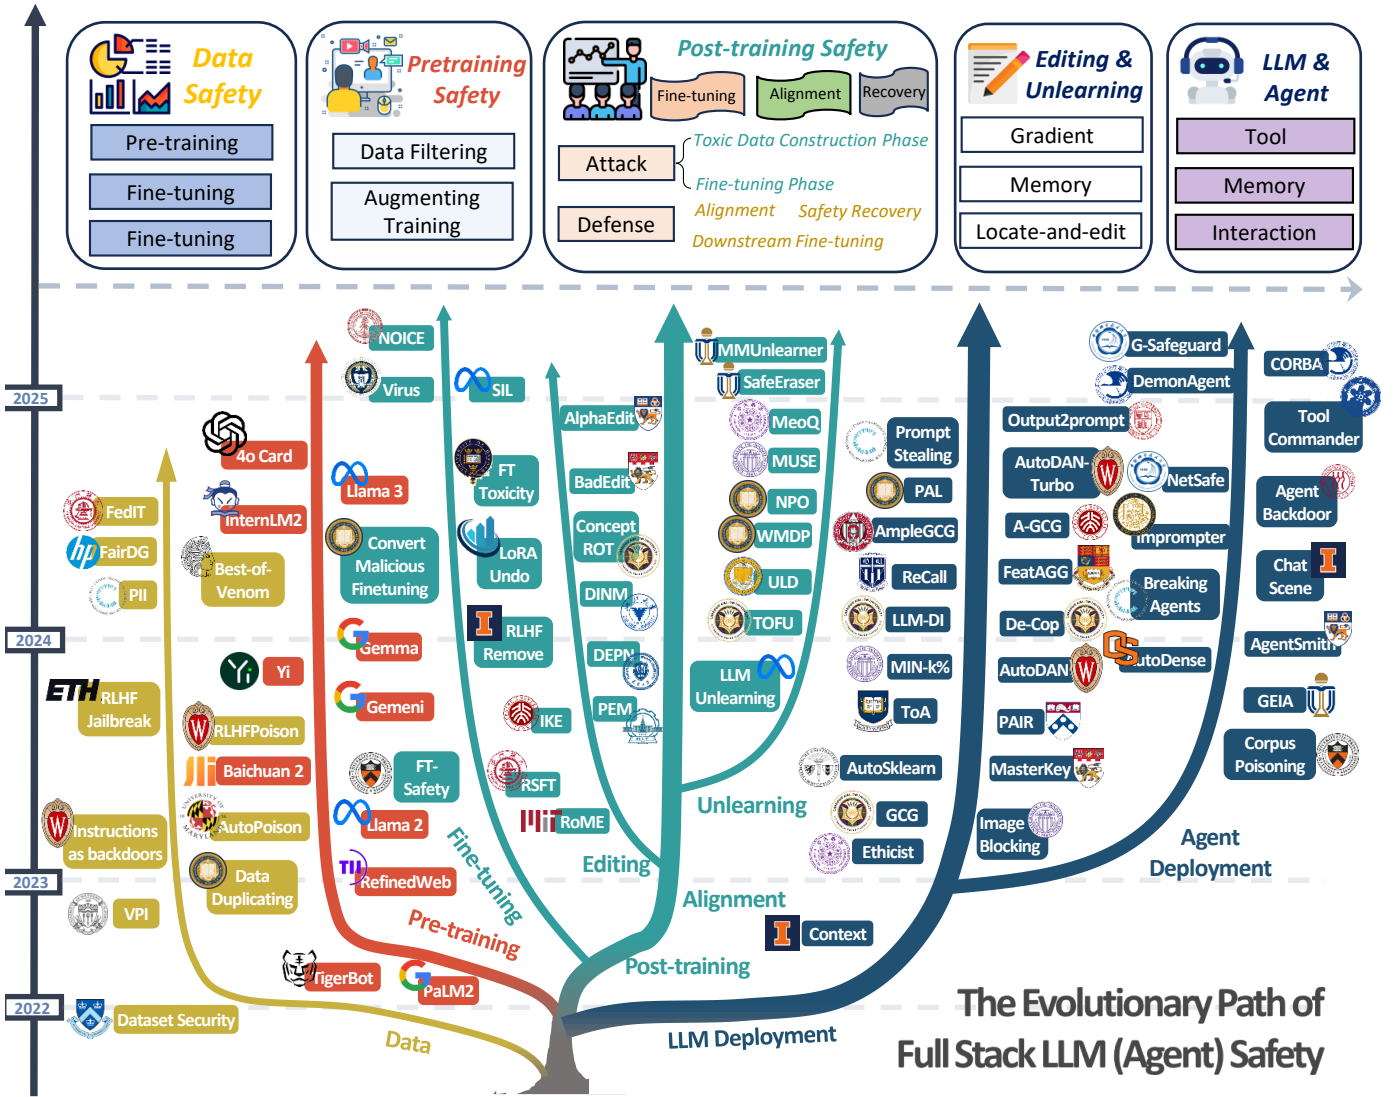 Data
Safety
Pre-training
Fine-tuning
Fine-tuning
Pretraining
Safety
Data Filtering
Augmenting
Training
Post-training Safety
Fine-tuning
Alignment
Recovery
Attack
Toxic Data Construction Phase
Fine-tuning Phase
Defense
Alignment
Safety Recovery
Downstream Fine-tuning
Editing &
Unlearning
Gradient
Memory
Locate-and-edit
LLM &
Agent
Tool
Memory
Interaction
2025
2024
2023
2022
FedIT
hp
FairDG
PII
ETH
RLHF
Jailbreak
Instructions
as backdoors
VPI
Dataset Security
4o Card
InternLM2
Best-of-
Venom
Yi
Yi
RLHFPoison
Baichuan 2
UNIVERSITY OF
MARYLAND
AutoPoison
Data
Duplicating
TigerBot
PaLM2
Data
NOICE
Virus
Llama 3
Convert
Malicious
Finetuning
Gemma
Gemeni
FT-
Safety
Llama 2
TII
RefinedWeb
Pre-training
SIL
FT
Toxicity
LoRA
Undo
RLHF
Remove
IKE
RSFT
MIT
RoME
Fine-tuning
AlphaEdit
BadEdit
Concept
ROT
DINM
DEPN
PEM
Editing
MMUnlearner
SafeEraser
MeoQ
MUSE
NPO
WMDP
ULD
TOFU
LLM
Unlearning
Unlearning
Alignment
Post-training
Prompt
Stealing
PAL
AmpleGCG
ReCall
LLM-DI
MIN-k%
ToA
AutoSklearn
GCG
Ethicist
Context
LLM Deployment
G-Safeguard
DemonAgent
Output2prompt
AutoDAN-
Turbo
NetSafe
A-GCG
Imprompter
FeatAGG
Breaking
Agents
De-Cop
AutoDAN
OS
AutoDense
PAIR
MasterKey
Image
Blocking
Agent
Deployment
CORBA
Tool
Commander
Agent
Backdoor
Chat
Scene
AgentSmith
GEIA
Corpus
Poisoning
The Evolutionary Path of
Full Stack LLM (Agent) Safety